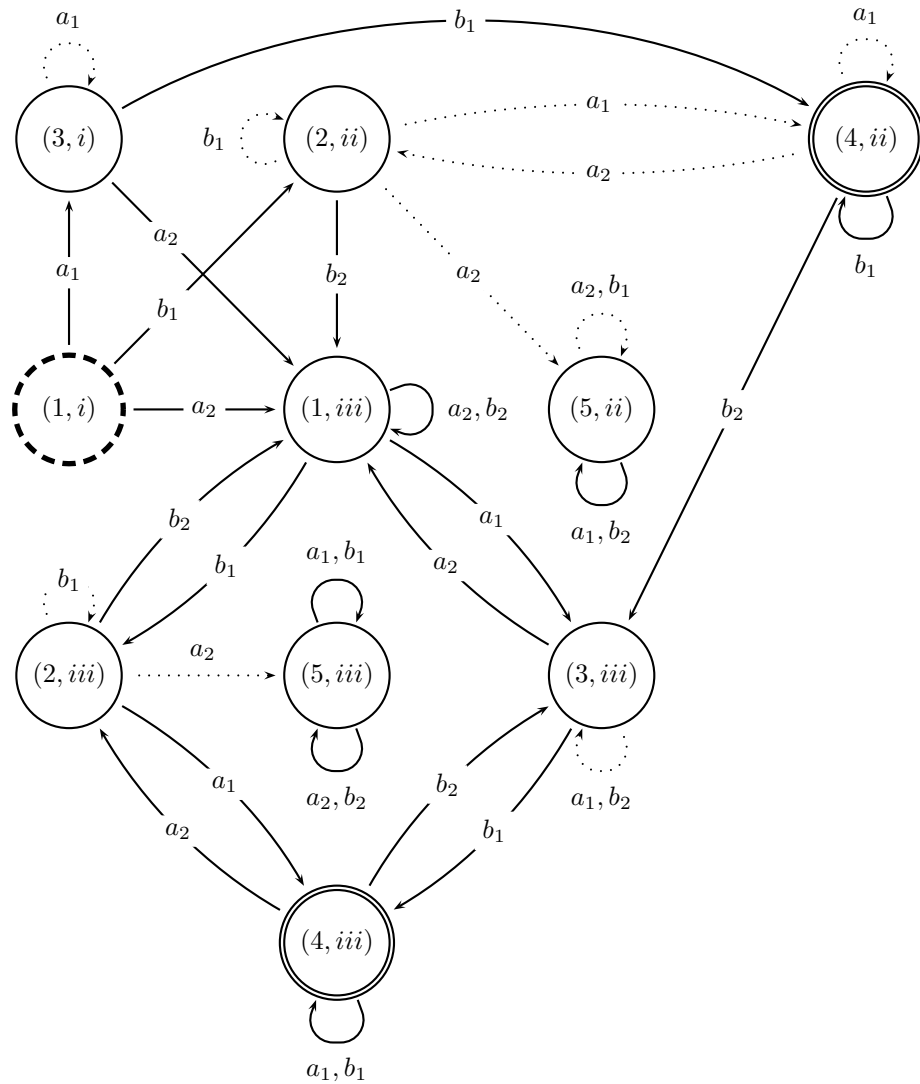 b₁
a₁
a₁
(3, i)
b₁
(2, ii)
a₁
a₂
(4, ii)
a₂
b₂
a₂
b₁
a₁
b₁
a₂, b₁
(1, i)
a₂
(1, iii)
a₂, b₂
(5, ii)
b₂
b₂
a₁
a₁, b₂
b₁
a₂
a₁, b₁
b₁
a₂
(2, iii)
(5, iii)
(3, iii)
a₁
b₂
a₂, b₂
a₁, b₂
a₂
b₁
(4, iii)
a₁, b₁